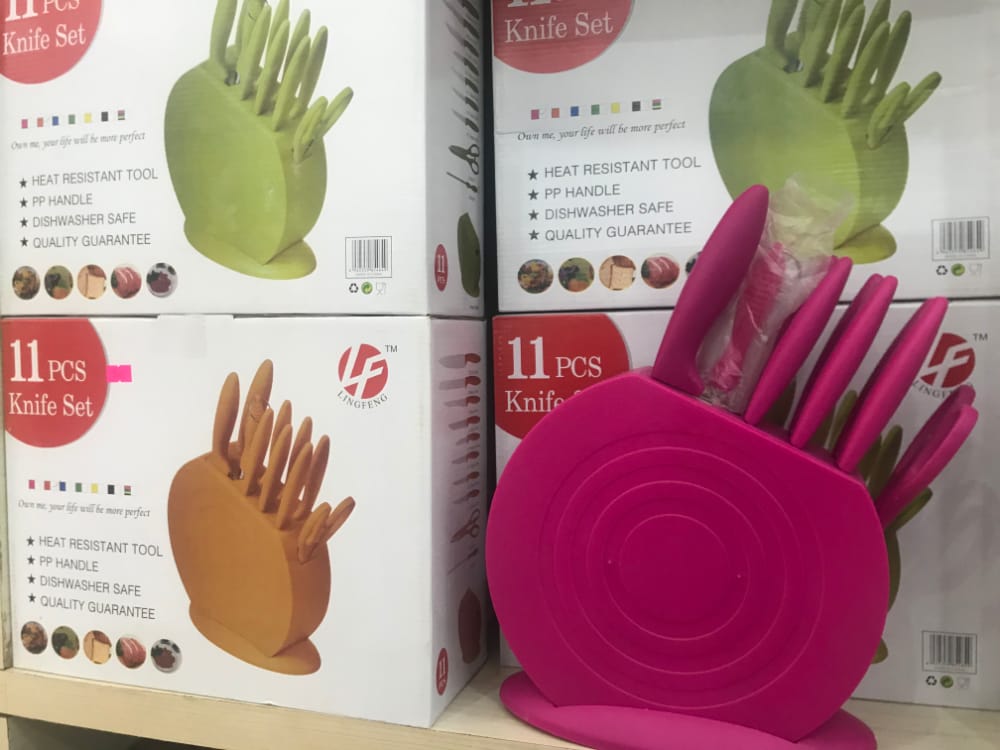 11 PCS
Knife Set
Own me, your life will be more perfect
★ HEAT RESISTANT TOOL
★ PP HANDLE
★ DISHWASHER SAFE
★ QUALITY GUARANTEE
11
Knife Set
Own me, your life will be more perfect
★ HEAT RESISTANT TOOL
★ PP HANDLE
★ DISHWASHER SAFE
★ QUALITY GUARANTEE
11 PCS
Knife Set
LF TM
LINGFENG
Own me, your life will be more perfect
★ HEAT RESISTANT TOOL
★ PP HANDLE
★ DISHWASHER SAFE
★ QUALITY GUARANTEE
11
11 PCS
Knife
TM
LINGFENG